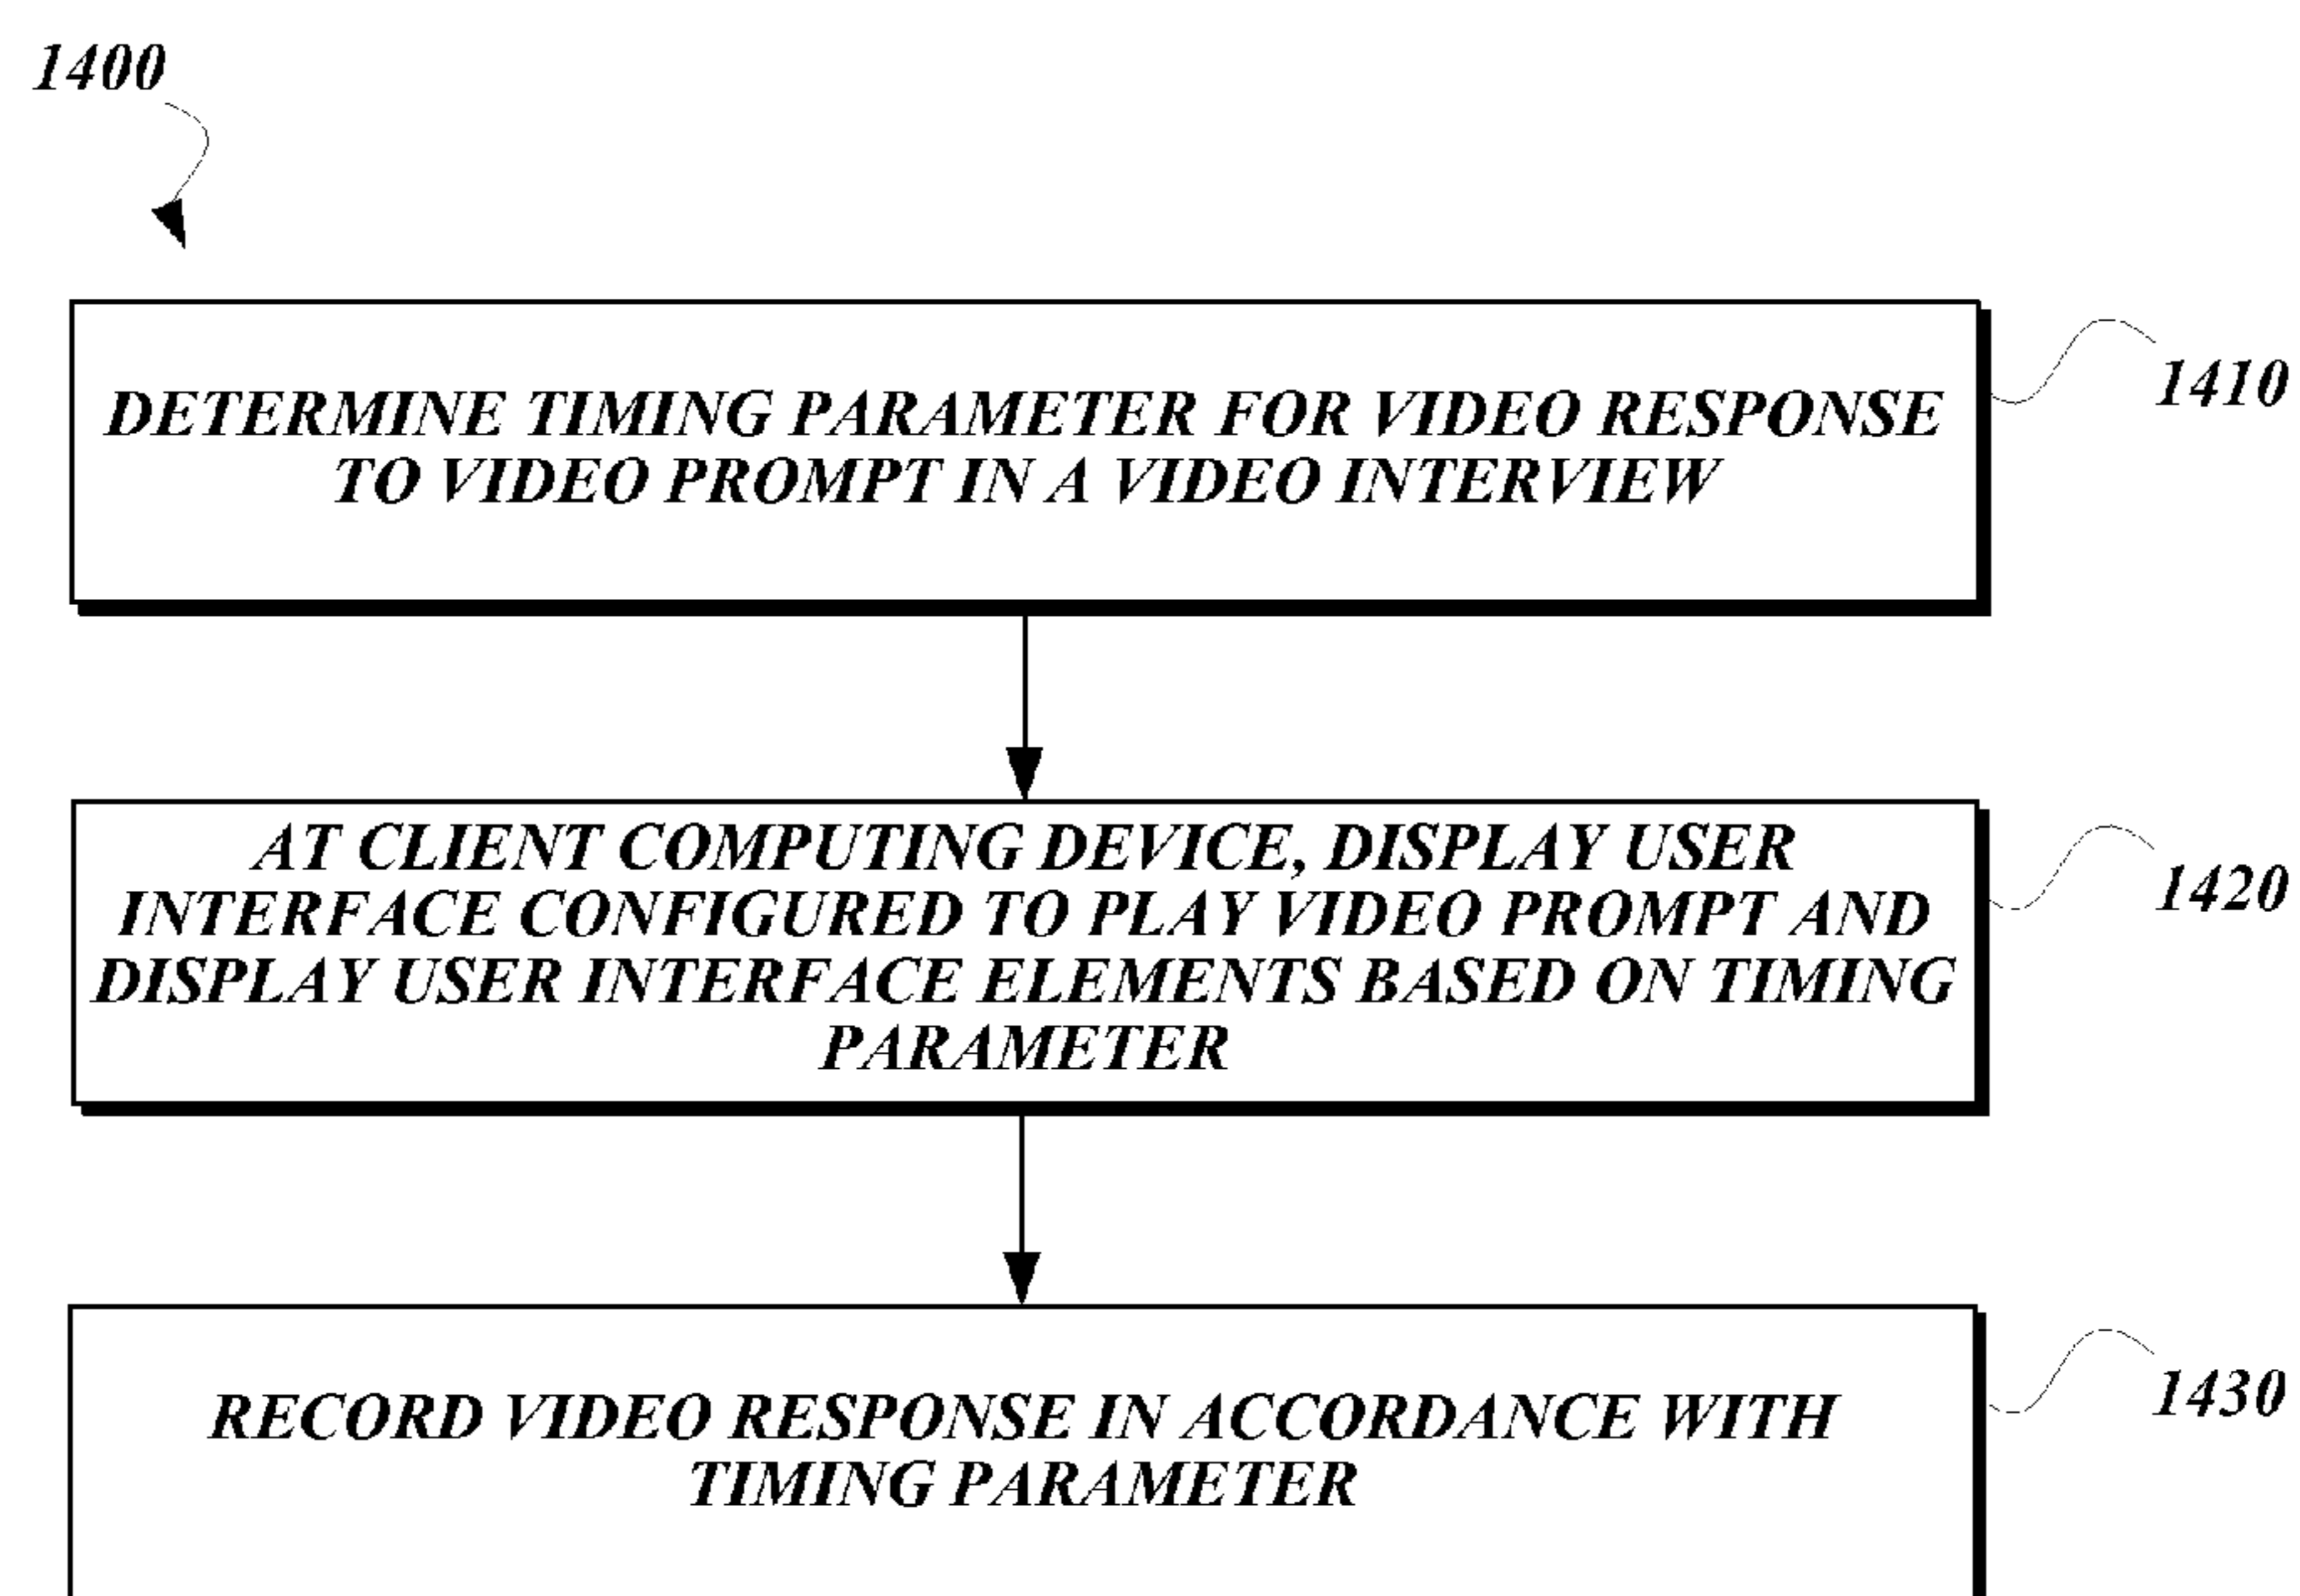 1400
DETERMINE TIMING PARAMETER FOR VIDEO RESPONSE
TO VIDEO PROMPT IN A VIDEO INTERVIEW
1410
AT CLIENT COMPUTING DEVICE, DISPLAY USER
INTERFACE CONFIGURED TO PLAY VIDEO PROMPT AND
DISPLAY USER INTERFACE ELEMENTS BASED ON TIMING
PARAMETER
1420
RECORD VIDEO RESPONSE IN ACCORDANCE WITH
TIMING PARAMETER
1430